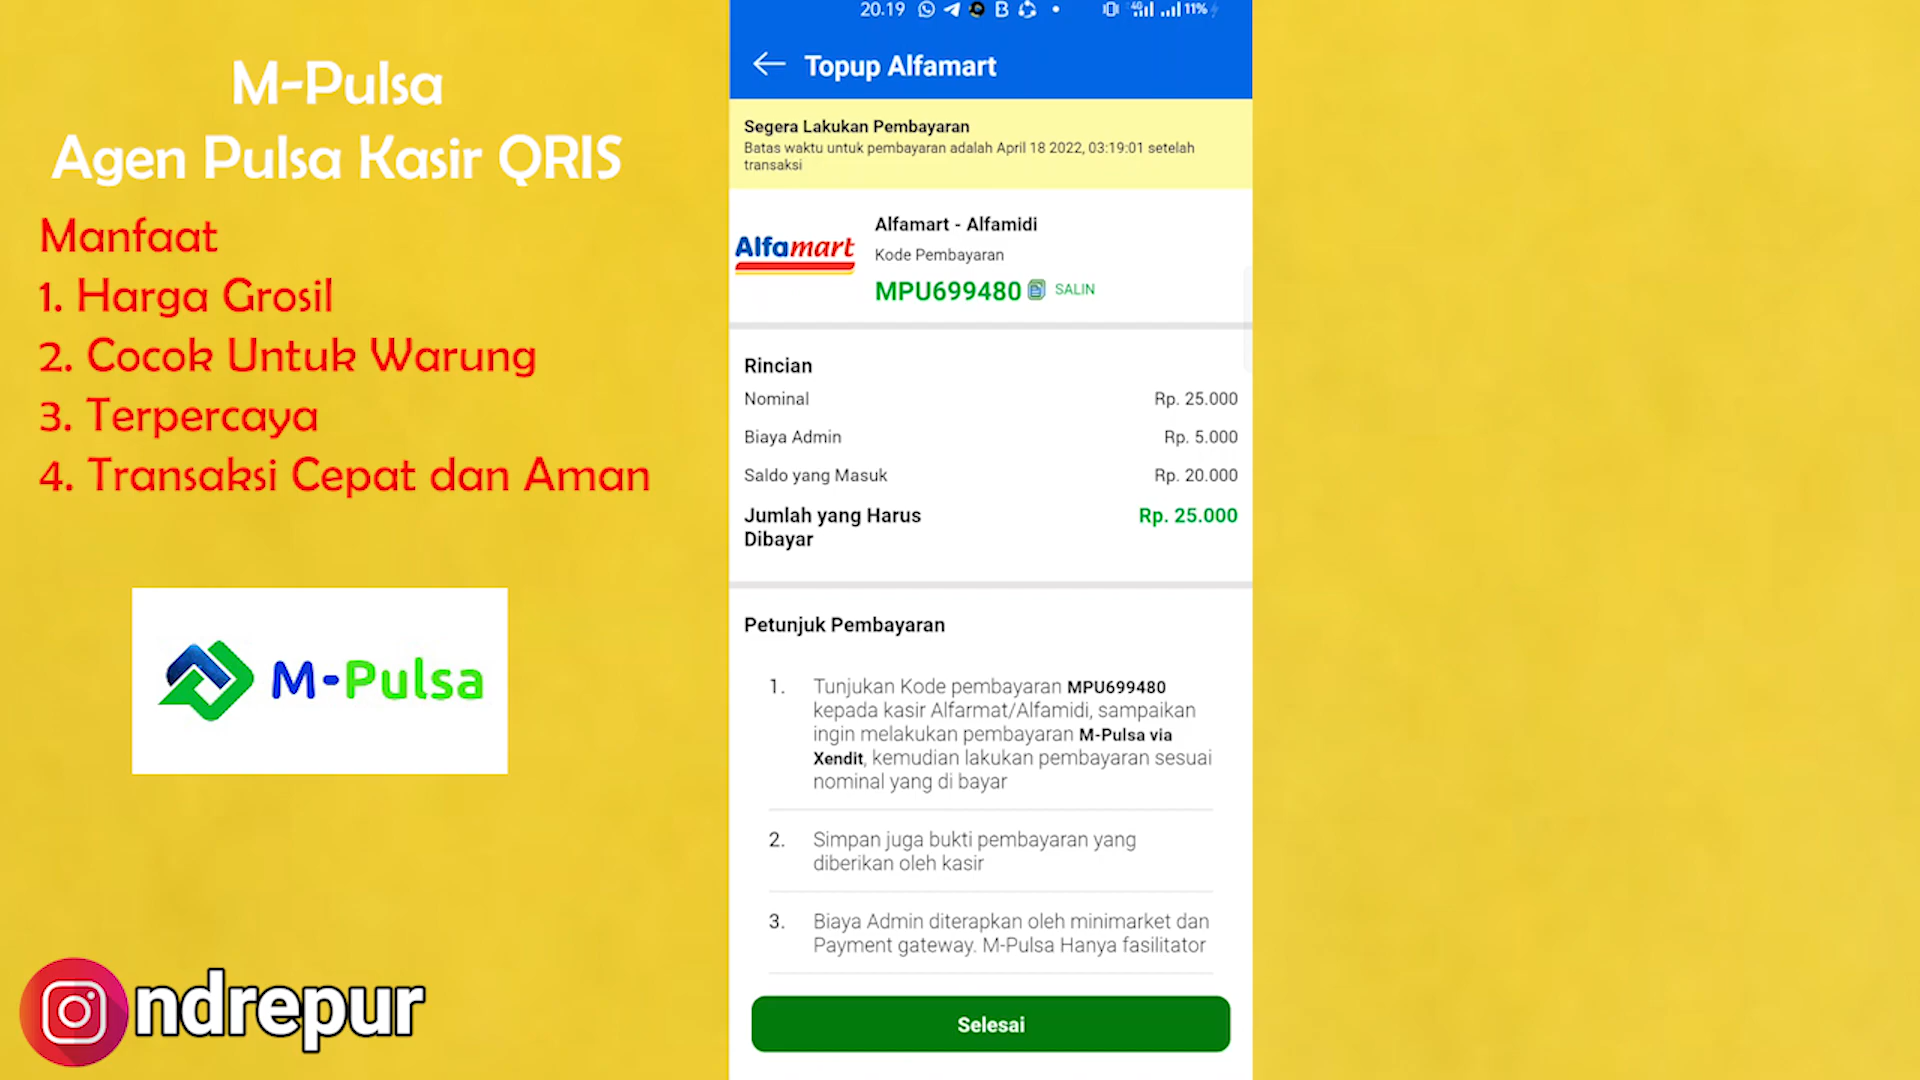 M-Pulsa
Agen Pulsa Kasir QRIS
Manfaat
1. Harga Grosil
2. Cocok Untuk Warung
3. Terpercaya
4. Transaksi Cepat dan Aman
M-Pulsa
ndrepur
20.19
4G
11%
Topup Alfamart
Segera Lakukan Pembayaran
Batas waktu untuk pembayaran adalah April 18 2022, 03:19:01 setelah
transaksi
Alfamart
Alfamart - Alfamidi
Kode Pembayaran
MPU699480 SALIN
Rincian
Nominal Rp. 25.000
Biaya Admin Rp. 5.000
Saldo yang Masuk Rp. 20.000
Jumlah yang Harus Rp. 25.000
Dibayar
Petunjuk Pembayaran
1. Tunjukan Kode pembayaran MPU699480
kepada kasir Alfarmat/Alfamidi, sampaikan
ingin melakukan pembayaran M-Pulsa via
Xendit, kemudian lakukan pembayaran sesuai
nominal yang di bayar
2. Simpan juga bukti pembayaran yang
diberikan oleh kasir
3. Biaya Admin diterapkan oleh minimarket dan
Payment gateway. M-Pulsa Hanya fasilitator
Selesai